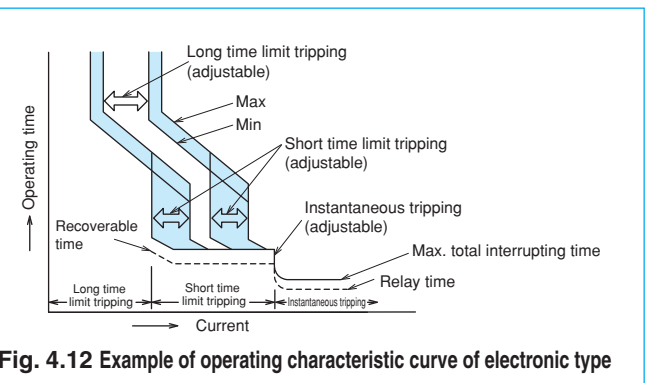 Long time limit tripping
(adjustable)
Max
Min
Short time limit tripping
(adjustable)
Operating time
Instantaneous tripping
(adjustable)
Recoverable
time
Max. total interrupting time
Relay time
Long time
limit tripping
Short time
limit tripping
Instantaneous tripping
Current
Fig. 4.12 Example of operating characteristic curve of electronic type